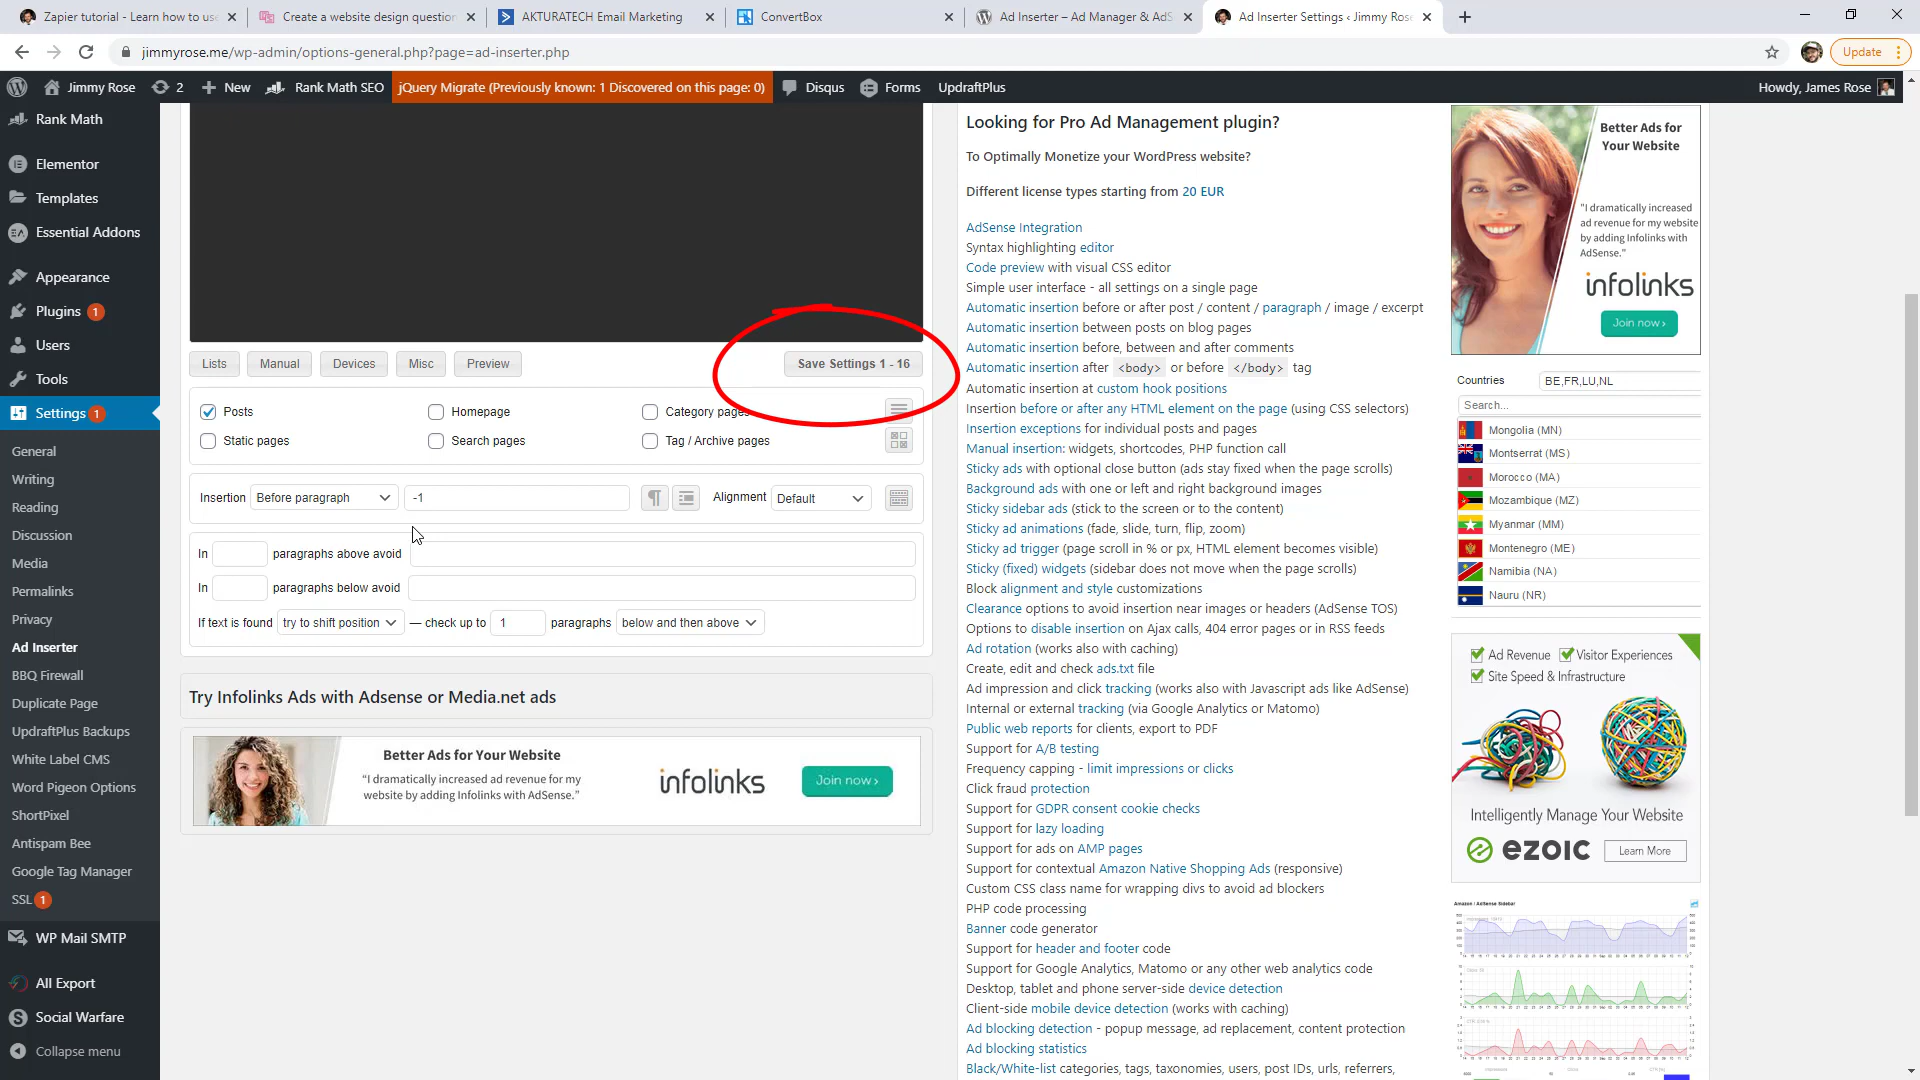 Zapier tutorial - Learn how to us
Create a website design question
AKTURATECH Email Marketing
ConvertBox
Ad Inserter – Ad Manager & AdS
Ad Inserter Settings ‹ Jimmy Rose
jimmyrose.me/wp-admin/options-general.php?page=ad-inserter.php
Update
Jimmy Rose
2
New
Rank Math SEO
jQuery Migrate (Previously known: 1 Discovered on this page: 0)
Disqus
Forms
UpdraftPlus
Howdy, James Rose
Rank Math
Elementor
Templates
Essential Addons
Appearance
Plugins 1
Users
Tools
Settings 1
General
Writing
Reading
Discussion
Media
Permalinks
Privacy
Ad Inserter
BBQ Firewall
Duplicate Page
UpdraftPlus Backups
White Label CMS
Word Pigeon Options
ShortPixel
Antispam Bee
Google Tag Manager
SSL 1
WP Mail SMTP
All Export
Social Warfare
Collapse menu
Lists
Manual
Devices
Misc
Preview
Save Settings 1 - 16
Posts
Homepage
Category pages
Static pages
Search pages
Tag / Archive pages
Insertion
Before paragraph
-1
Alignment
Default
In
paragraphs above avoid
In
paragraphs below avoid
If text is found
try to shift position
— check up to
1
paragraphs
below and then above
Try Infolinks Ads with Adsense or Media.net ads
Better Ads for Your Website
“I dramatically increased ad revenue for my
website by adding Infolinks with AdSense.”
infolinks
Join now ›
Looking for Pro Ad Management plugin?
To Optimally Monetize your WordPress website?
Different license types starting from 20 EUR
AdSense Integration
Syntax highlighting editor
Code preview with visual CSS editor
Simple user interface - all settings on a single page
Automatic insertion before or after post / content / paragraph / image / excerpt
Automatic insertion between posts on blog pages
Automatic insertion before, between and after comments
Automatic insertion after <body> or before </body> tag
Automatic insertion at custom hook positions
Insertion before or after any HTML element on the page (using CSS selectors)
Insertion exceptions for individual posts and pages
Manual insertion: widgets, shortcodes, PHP function call
Sticky ads with optional close button (ads stay fixed when the page scrolls)
Background ads with one or left and right background images
Sticky sidebar ads (stick to the screen or to the content)
Sticky ad animations (fade, slide, turn, flip, zoom)
Sticky ad trigger (page scroll in % or px, HTML element becomes visible)
Sticky (fixed) widgets (sidebar does not move when the page scrolls)
Block alignment and style customizations
Clearance options to avoid insertion near images or headers (AdSense TOS)
Options to disable insertion on Ajax calls, 404 error pages or in RSS feeds
Ad rotation (works also with caching)
Create, edit and check ads.txt file
Ad impression and click tracking (works also with Javascript ads like AdSense)
Internal or external tracking (via Google Analytics or Matomo)
Public web reports for clients, export to PDF
Support for A/B testing
Frequency capping - limit impressions or clicks
Click fraud protection
Support for GDPR consent cookie checks
Support for lazy loading
Support for ads on AMP pages
Support for contextual Amazon Native Shopping Ads (responsive)
Custom CSS class name for wrapping divs to avoid ad blockers
PHP code processing
Banner code generator
Support for header and footer code
Support for Google Analytics, Matomo or any other web analytics code
Desktop, tablet and phone server-side device detection
Client-side mobile device detection (works with caching)
Ad blocking detection - popup message, ad replacement, content protection
Ad blocking statistics
Black/White-list categories, tags, taxonomies, users, post IDs, urls, referrers,
Better Ads for
Your Website
“I dramatically increased
ad revenue for my website
by adding Infolinks with
AdSense.”
infolinks
Join now ›
Countries
BE,FR,LU,NL
Search...
Mongolia (MN)
Montserrat (MS)
Morocco (MA)
Mozambique (MZ)
Myanmar (MM)
Montenegro (ME)
Namibia (NA)
Nauru (NR)
Ad Revenue
Visitor Experiences
Site Speed & Infrastructure
Intelligently Manage Your Website
ezoic
Learn More
Amazon / AdSense Sidebar